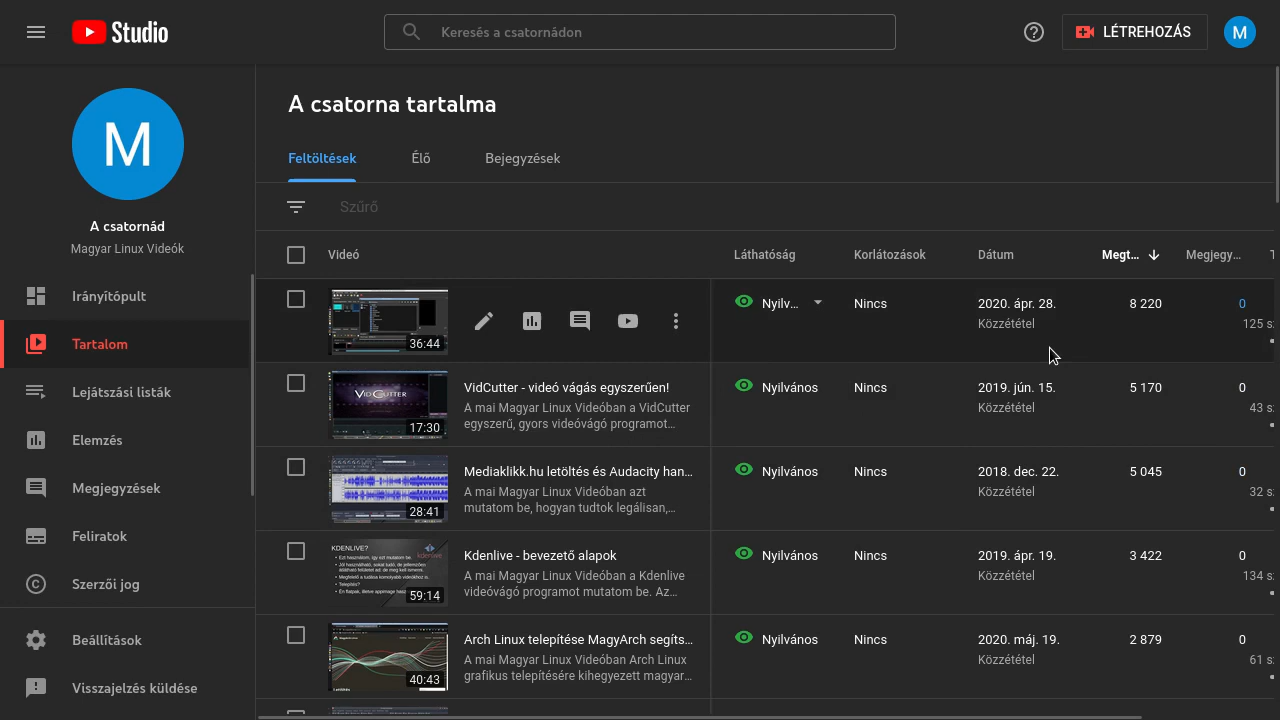 Studio
Keresés a csatornádon
LÉTREHOZÁS
M
M
A csatornád
Magyar Linux Videók
Irányítópult
Tartalom
Lejátszási listák
Elemzés
Megjegyzések
Feliratok
Szerzői jog
Beállítások
Visszajelzés küldése
A csatorna tartalma
Feltöltések
Élő
Bejegyzések
Szűrő
Videó
Láthatóság
Korlátozások
Dátum
Megt...
Megjegy...
T
36:44
Nyilv...
Nincs
2020. ápr. 28.
Közzététel
8 220
0
125 s
VIDCUTTER
17:30
VidCutter - videó vágás egyszerűen!
A mai Magyar Linux Videóban a VidCutter
egyszerű, gyors videóvágó programot...
Nyilvános
Nincs
2019. jún. 15.
Közzététel
5 170
0
43 s
28:41
Mediaklikk.hu letöltés és Audacity han...
A mai Magyar Linux Videóban azt
mutatom be, hogyan tudtok legálisan,...
Nyilvános
Nincs
2018. dec. 22.
Közzététel
5 045
0
32 s
KDENLIVE?
kdenlive
59:14
Kdenlive - bevezető alapok
A mai Magyar Linux Videóban a Kdenlive
videóvágó programot mutatom be. Az...
Nyilvános
Nincs
2019. ápr. 19.
Közzététel
3 422
0
134 s
40:43
Arch Linux telepítése MagyArch segíts...
A mai Magyar Linux Videóban Arch Linux
grafikus telepítésére kihegyezett magyar...
Nyilvános
Nincs
2020. máj. 19.
Közzététel
2 879
0
61 s